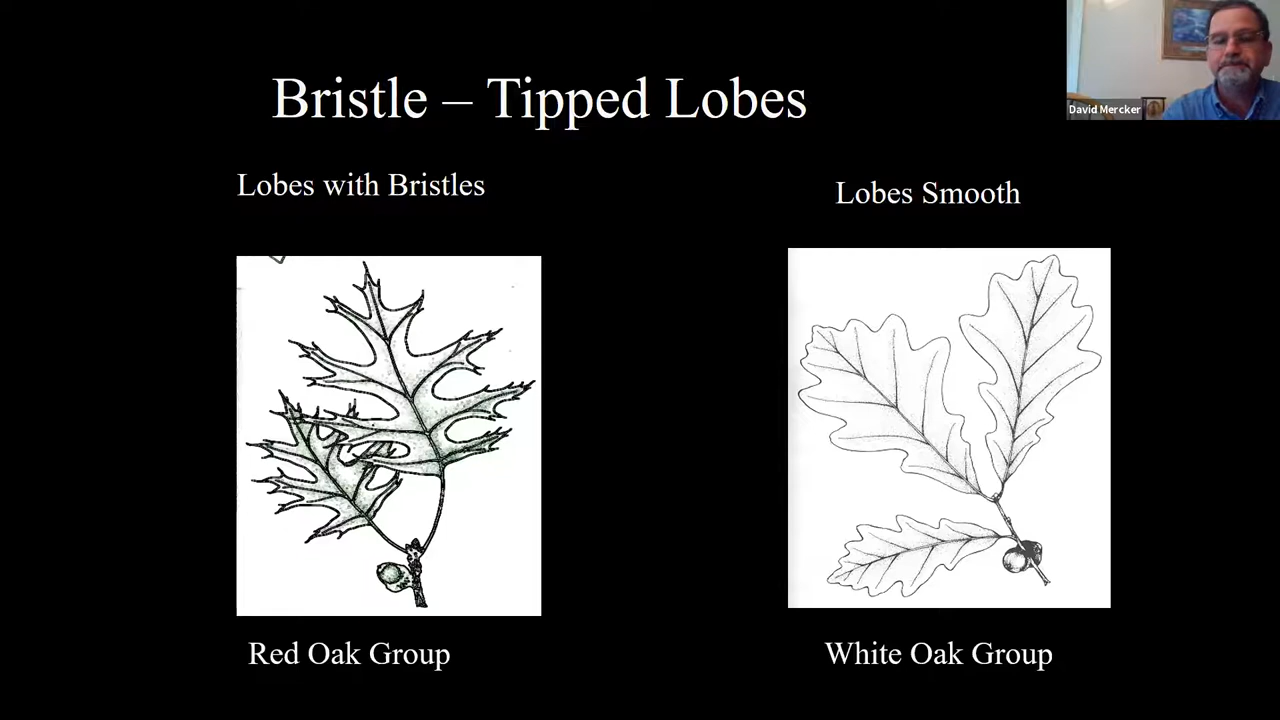 Bristle – Tipped Lobes
David Mercker
Lobes with Bristles
Lobes Smooth
Red Oak Group
White Oak Group